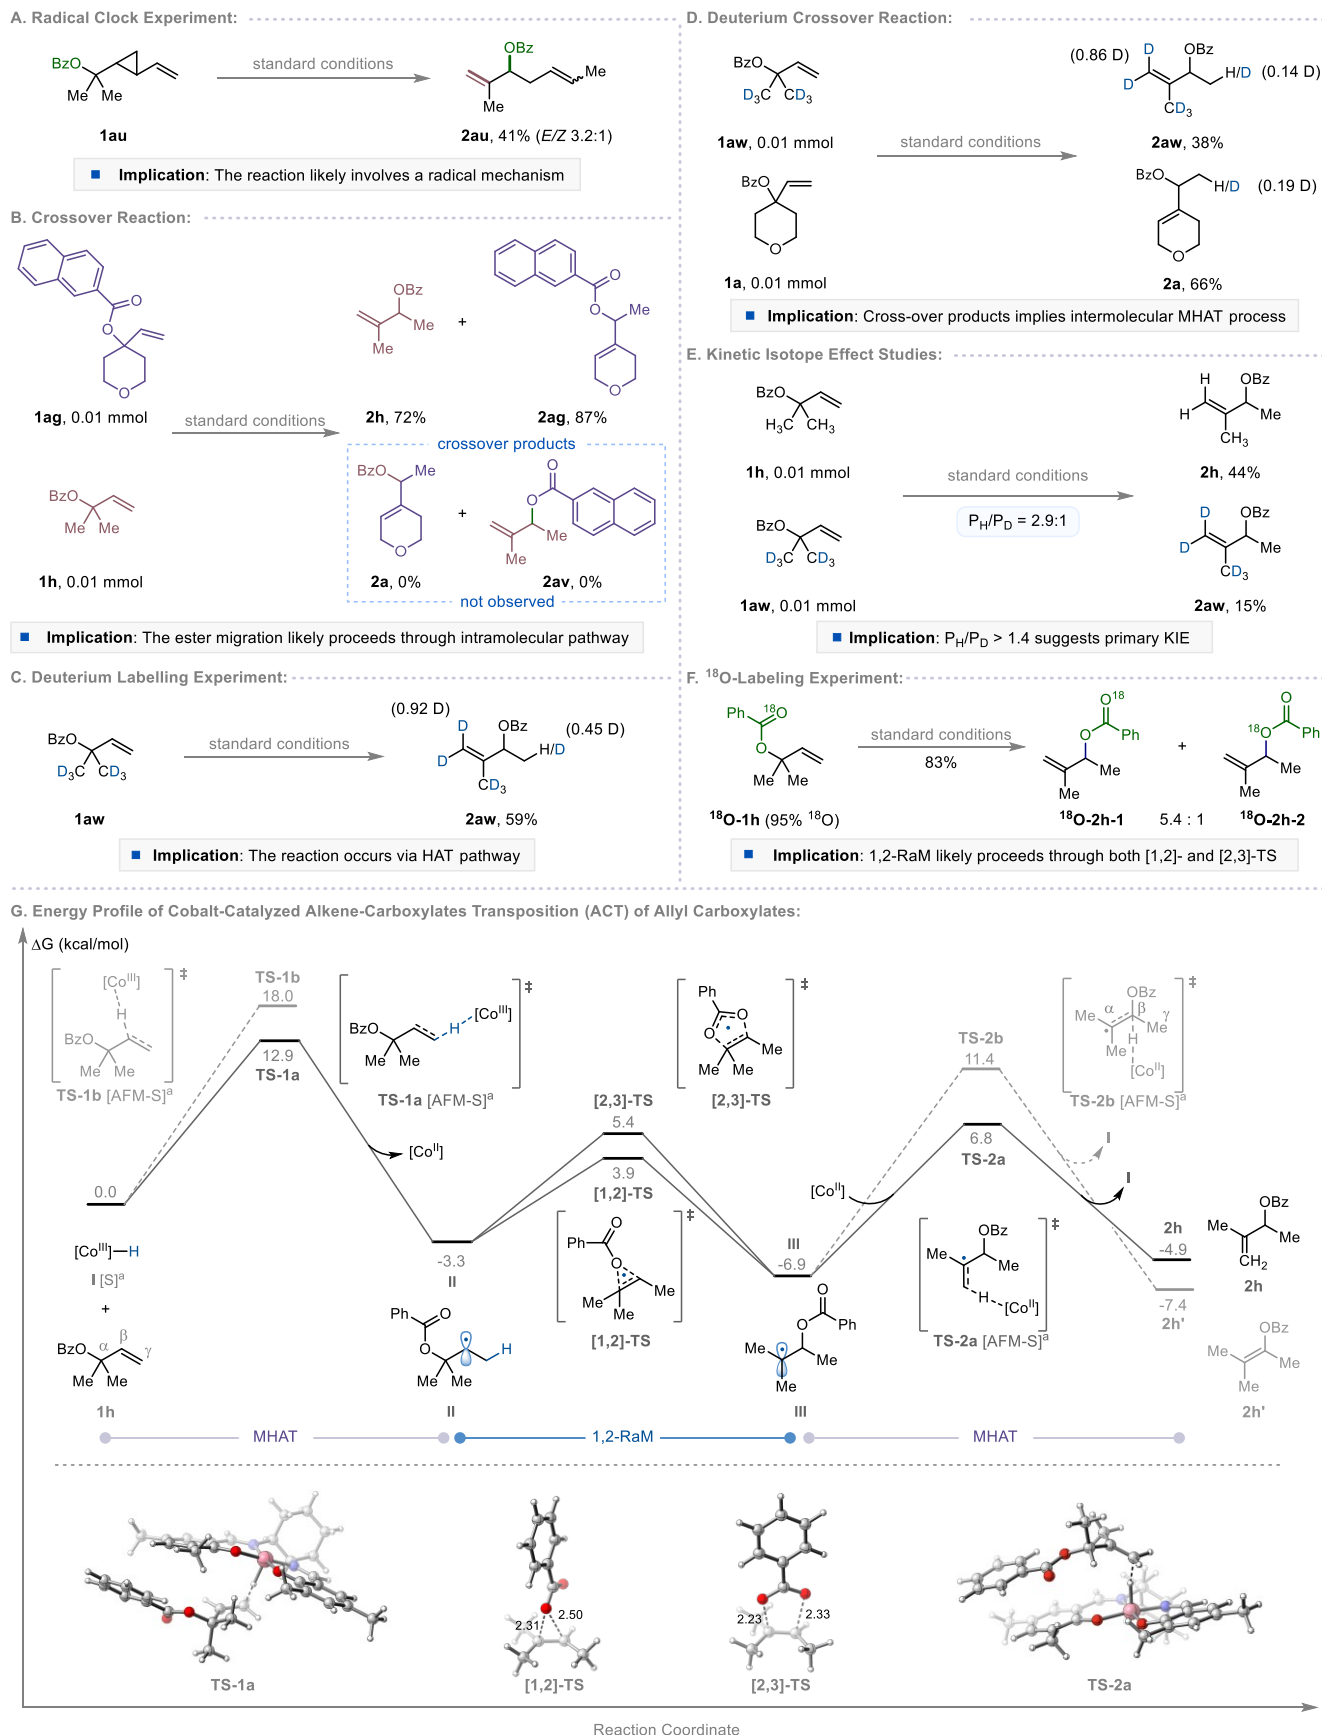 A. Radical Clock Experiment:
BzO
Me Me
1au
standard conditions
OBz
Me
Me
2au, 41% (E/Z 3.2:1)
Implication: The reaction likely involves a radical mechanism
B. Crossover Reaction:
O
O
O
1ag, 0.01 mmol
BzO
Me Me
1h, 0.01 mmol
standard conditions
OBz
Me
Me
2h, 72%
+
O
O
Me
O
2ag, 87%
crossover products
BzO
Me
O
2a, 0%
+
O
O
Me
Me
2av, 0%
not observed
Implication: The ester migration likely proceeds through intramolecular pathway
C. Deuterium Labelling Experiment:
BzO
D3C CD3
1aw
standard conditions
(0.92 D)
D
D
OBz
H/D
(0.45 D)
CD3
2aw, 59%
Implication: The reaction occurs via HAT pathway
D. Deuterium Crossover Reaction:
BzO
D3C CD3
1aw, 0.01 mmol
BzO
O
1a, 0.01 mmol
standard conditions
(0.86 D)
D
D
OBz
H/D
(0.14 D)
CD3
2aw, 38%
BzO
H/D
(0.19 D)
O
2a, 66%
Implication: Cross-over products implies intermolecular MHAT process
E. Kinetic Isotope Effect Studies:
BzO
H3C CH3
1h, 0.01 mmol
BzO
D3C CD3
1aw, 0.01 mmol
standard conditions
PH/PD = 2.9:1
H
H
OBz
Me
CH3
2h, 44%
D
D
OBz
Me
CD3
2aw, 15%
Implication: PH/PD > 1.4 suggests primary KIE
F. 18O-Labeling Experiment:
Ph
18O
O
Me Me
18O-1h (95% 18O)
standard conditions
83%
O18
O
Ph
Me
Me
18O-2h-1
+
5.4 : 1
O
18O
Ph
Me
Me
18O-2h-2
Implication: 1,2-RaM likely proceeds through both [1,2]- and [2,3]-TS
G. Energy Profile of Cobalt-Catalyzed Alkene-Carboxylates Transposition (ACT) of Allyl Carboxylates:
ΔG (kcal/mol)
[CoIII]
H
BzO
Me Me
‡
TS-1b [AFM-S]a
TS-1b
18.0
12.9
TS-1a
BzO
H
[CoIII]
Me Me
‡
TS-1a [AFM-S]a
[CoII]
0.0
[CoIII]—H
I [S]a
+
BzO
α
β
γ
Me Me
1h
-3.3
II
Ph
O
O
H
Me Me
II
[2,3]-TS
5.4
3.9
[1,2]-TS
Ph
O
O
Me
Me Me
‡
[2,3]-TS
O
Ph
O
Me
Me
Me
‡
[1,2]-TS
III
-6.9
O
O
Ph
Me
Me
Me
III
[CoII]
TS-2b
11.4
6.8
TS-2a
OBz
α
β
γ
Me
Me
Me
H
[CoII]
‡
TS-2b [AFM-S]a
I
I
OBz
Me
Me
H
[CoII]
‡
TS-2a [AFM-S]a
2h
-4.9
-7.4
2h'
OBz
Me
Me
CH2
2h
OBz
Me
Me
Me
2h'
MHAT
1,2-RaM
MHAT
2.31
2.50
2.23
2.33
TS-1a
[1,2]-TS
[2,3]-TS
TS-2a
Reaction Coordinate